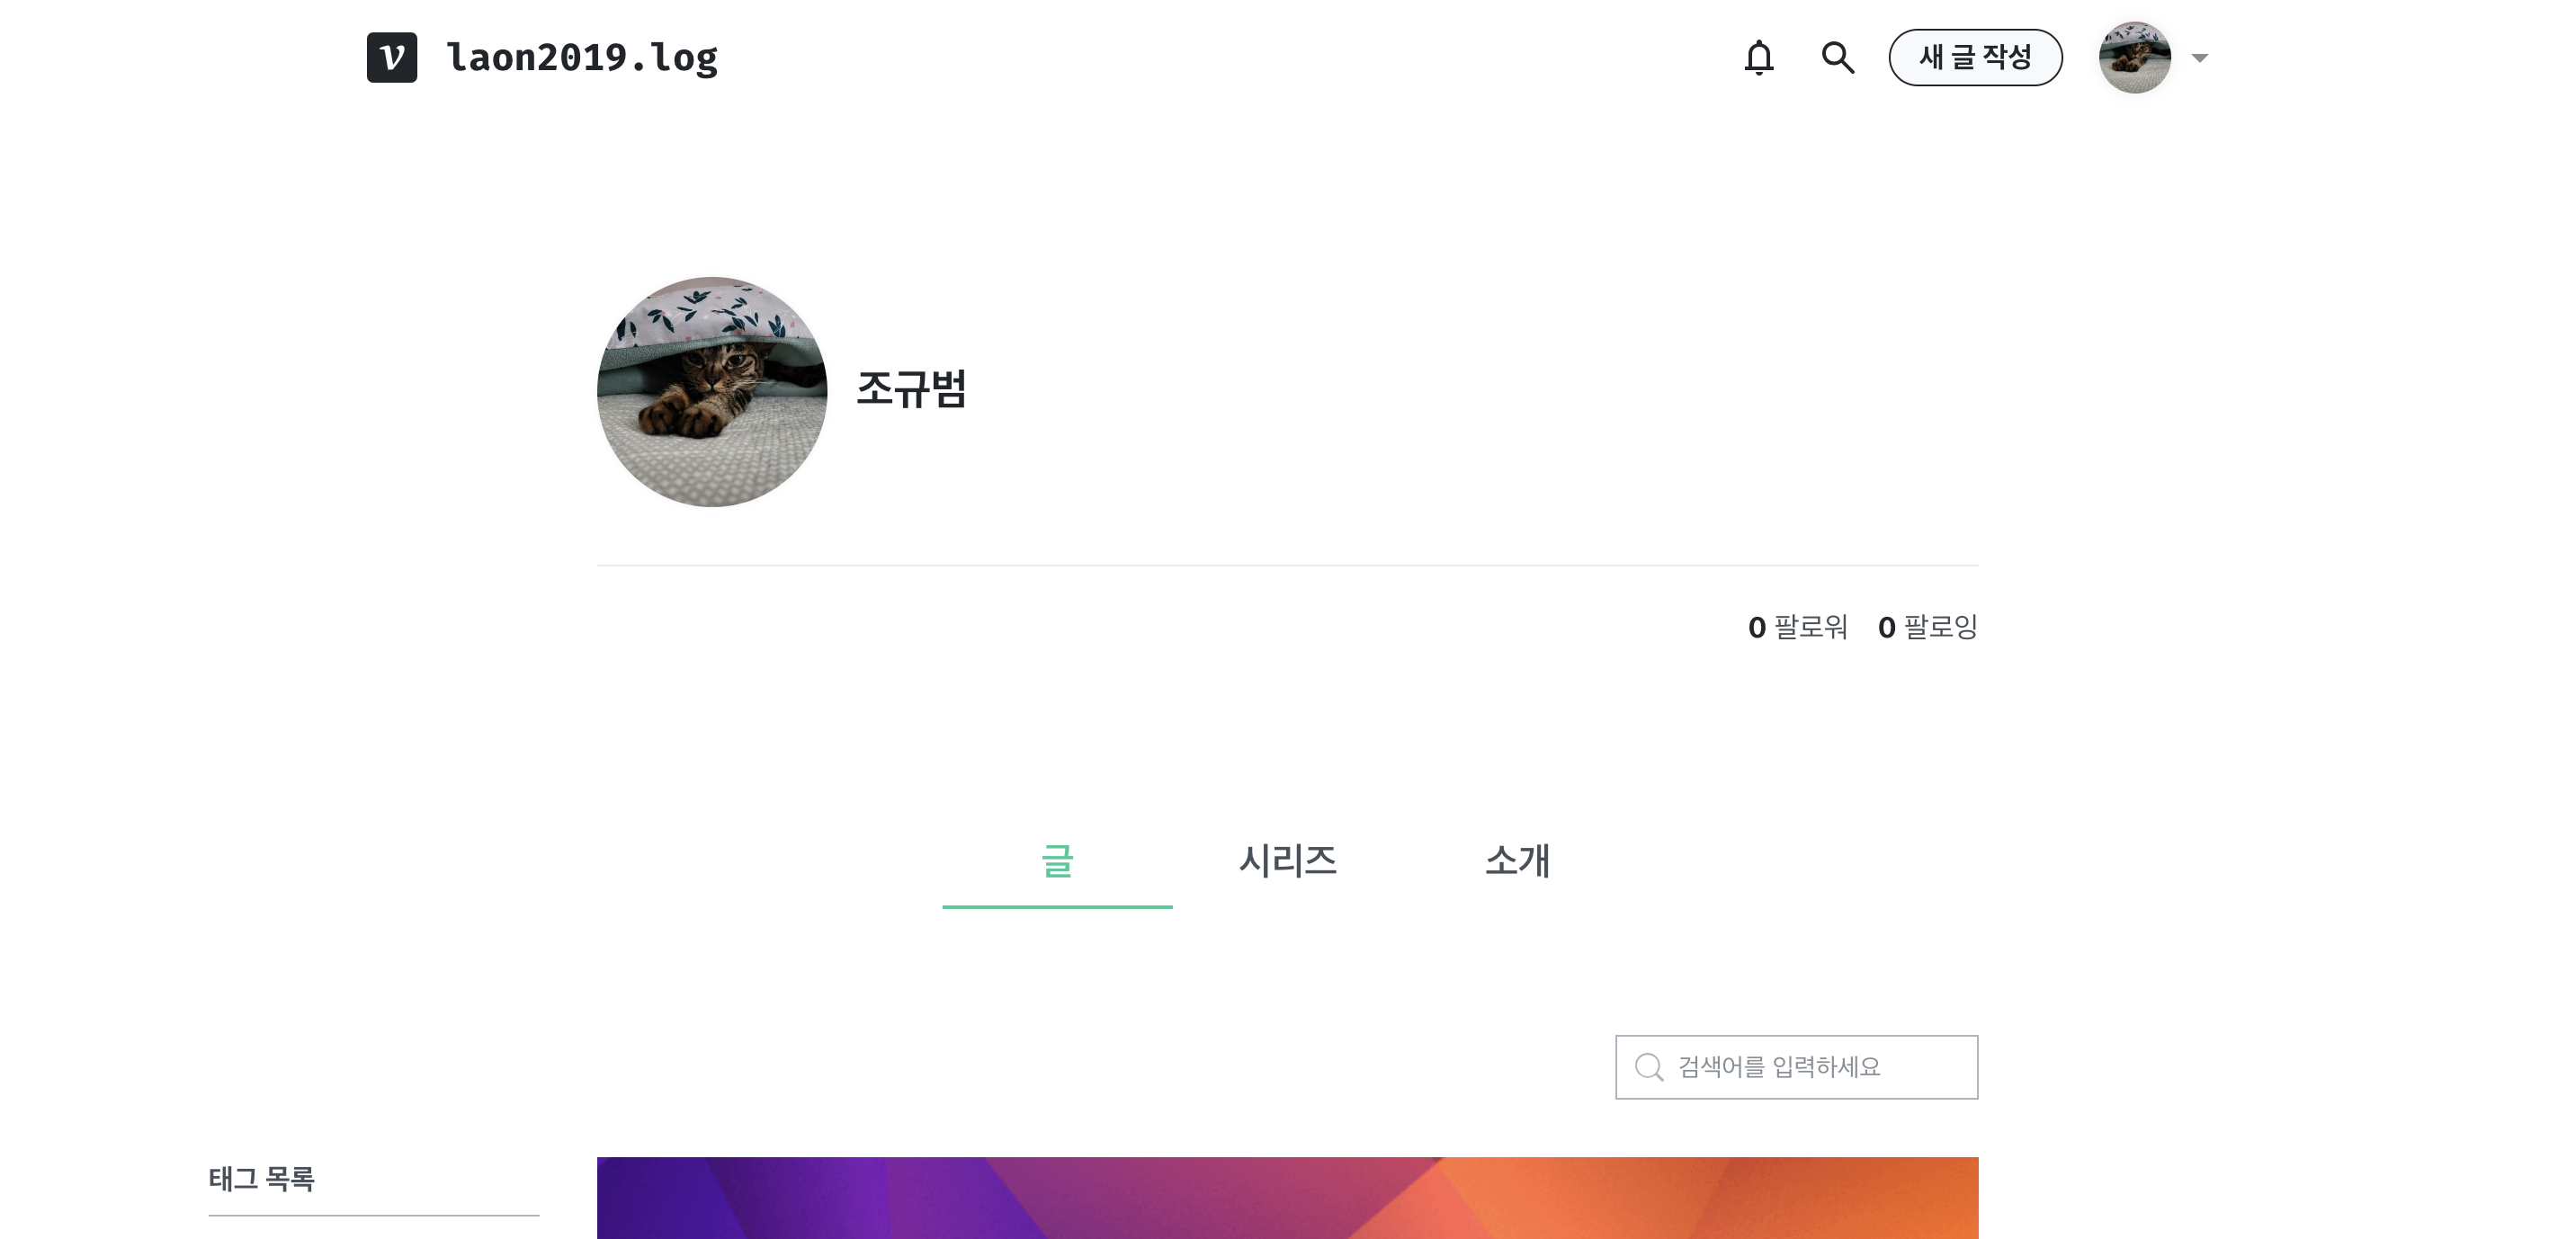 v laon2019.log
새 글 작성
조규범
0 팔로워 0 팔로잉
글 시리즈 소개
검색어를 입력하세요
태그 목록